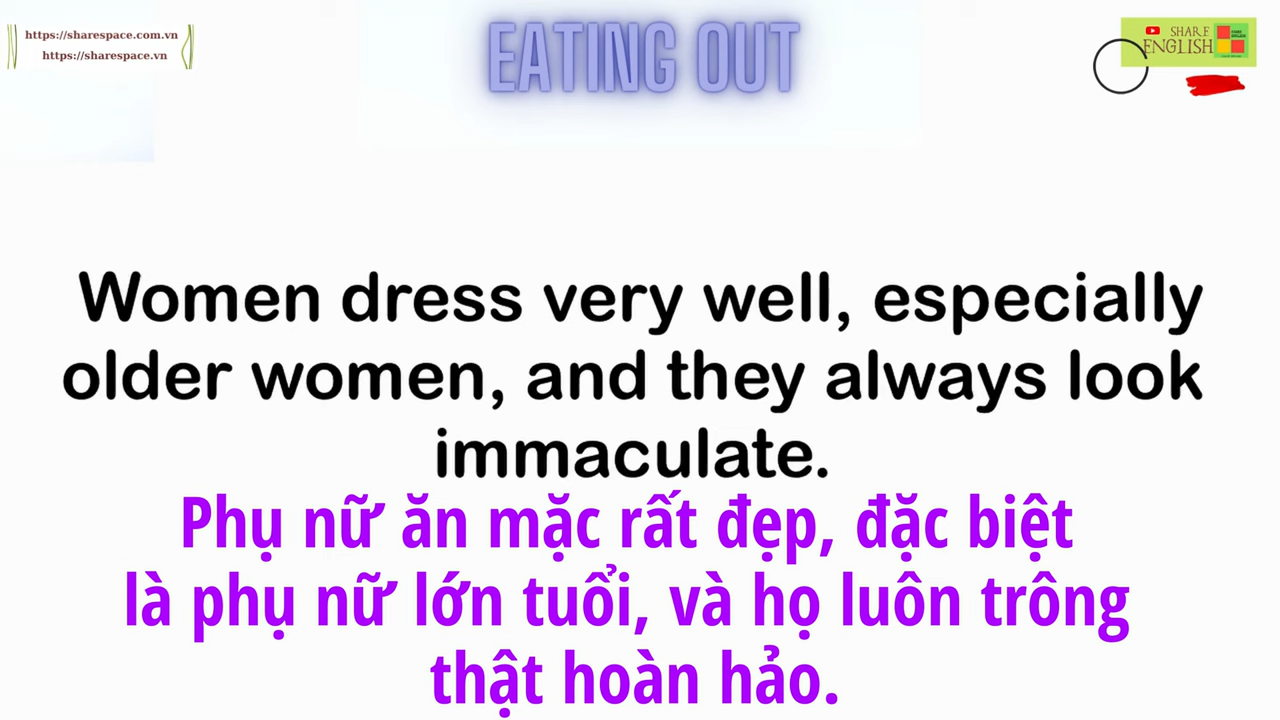 https://sharespace.com.vn
https://sharespace.vn
EATING OUT
SHARE
ENGLISH
Women dress very well, especially
older women, and they always look
immaculate.
Phụ nữ ăn mặc rất đẹp, đặc biệt
là phụ nữ lớn tuổi, và họ luôn trông
thật hoàn hảo.